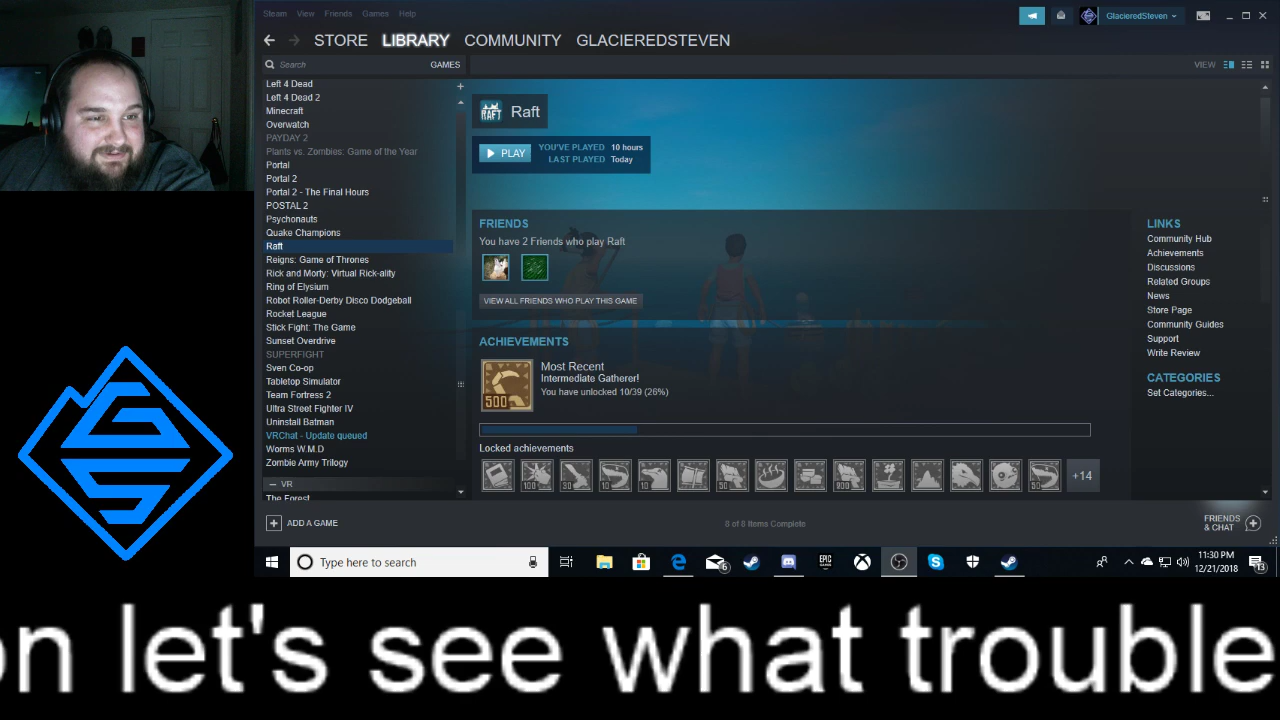 Steam View Friends Games Help
GlacieredSteven
STORE LIBRARY COMMUNITY GLACIEREDSTEVEN
Search GAMES
VIEW
Left 4 Dead
Left 4 Dead 2
Minecraft
Overwatch
PAYDAY 2
Plants vs. Zombies: Game of the Year
Portal
Portal 2
Portal 2 - The Final Hours
POSTAL 2
Psychonauts
Quake Champions
Raft
Reigns: Game of Thrones
Rick and Morty: Virtual Rick-ality
Ring of Elysium
Robot Roller-Derby Disco Dodgeball
Rocket League
Stick Fight: The Game
Sunset Overdrive
SUPERFIGHT
Sven Co-op
Tabletop Simulator
Team Fortress 2
Ultra Street Fighter IV
Uninstall Batman
VRChat - Update queued
Worms W.M.D
Zombie Army Trilogy
VR
The Forest
RAFT
Raft
PLAY
YOU'VE PLAYED 10 hours
LAST PLAYED Today
FRIENDS
You have 2 Friends who play Raft
VIEW ALL FRIENDS WHO PLAY THIS GAME
ACHIEVEMENTS
500
Most Recent
Intermediate Gatherer!
You have unlocked 10/39 (26%)
Locked achievements
+14
LINKS
Community Hub
Achievements
Discussions
Related Groups
News
Store Page
Community Guides
Support
Write Review
CATEGORIES
Set Categories...
ADD A GAME
8 of 8 Items Complete
FRIENDS
& CHAT
Type here to search
6
EPIC GAMES
11:30 PM
12/21/2018
13
on let's see what trouble